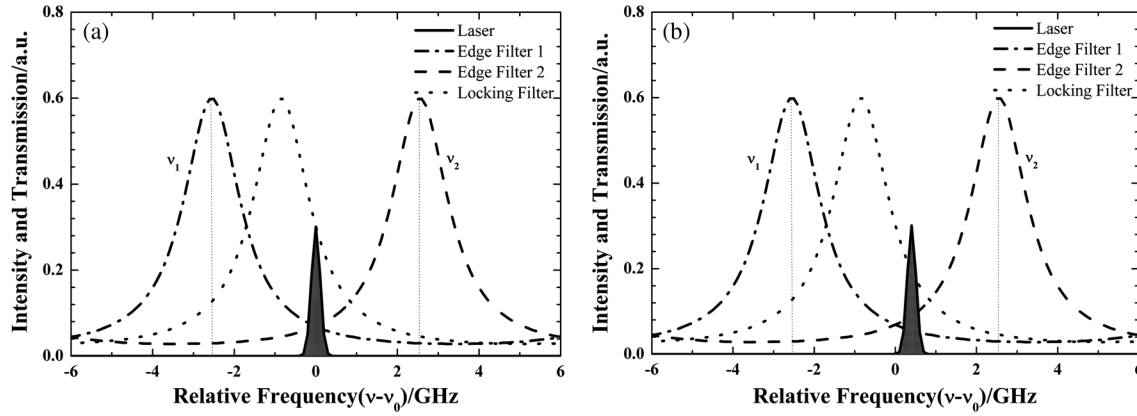 (a)
Laser
Edge Filter 1
Edge Filter 2
Locking Filter
ν1
ν2
Intensity and Transmission/a.u.
0.8
0.6
0.4
0.2
0.0
-6 -4 -2 0 2 4 6
Relative Frequency(ν-ν0)/GHz
(b)
Laser
Edge Filter 1
Edge Filter 2
Locking Filter
ν1
ν2
Intensity and Transmission/a.u.
0.8
0.6
0.4
0.2
0.0
-6 -4 -2 0 2 4 6
Relative Frequency(ν-ν0)/GHz